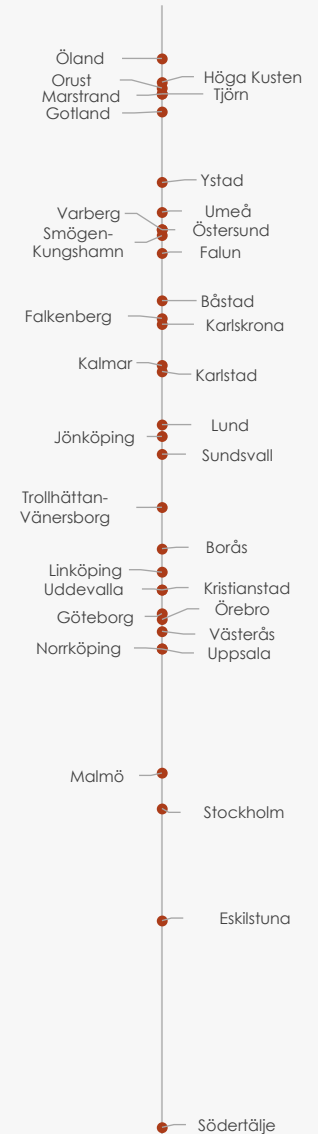 Öland
Höga Kusten
Orust
Tjörn
Marstrand
Gotland
Ystad
Umeå
Varberg
Östersund
Smögen-
Kungshamn
Falun
Båstad
Falkenberg
Karlskrona
Kalmar
Karlstad
Lund
Jönköping
Sundsvall
Trollhättan-
Vänersborg
Borås
Linköping
Uddevalla
Kristianstad
Örebro
Göteborg
Västerås
Norrköping
Uppsala
Malmö
Stockholm
Eskilstuna
Södertälje